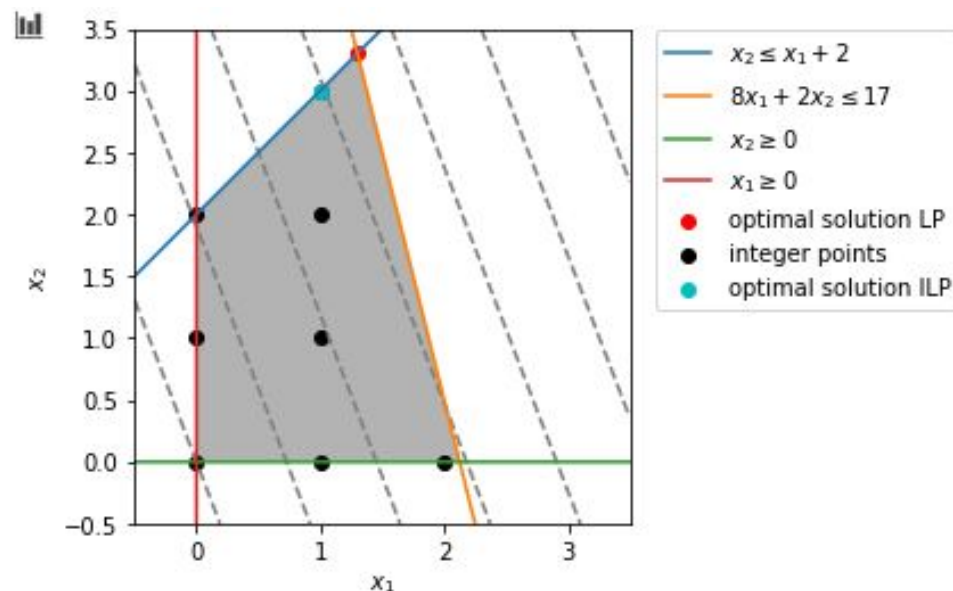 3.5
3.0
2.5
2.0
1.5
1.0
0.5
0.0
−0.5
x₂
0 1 2 3
x₁
x₂ ≤ x₁ + 2
8x₁ + 2x₂ ≤ 17
x₂ ≥ 0
x₁ ≥ 0
optimal solution LP
integer points
optimal solution ILP